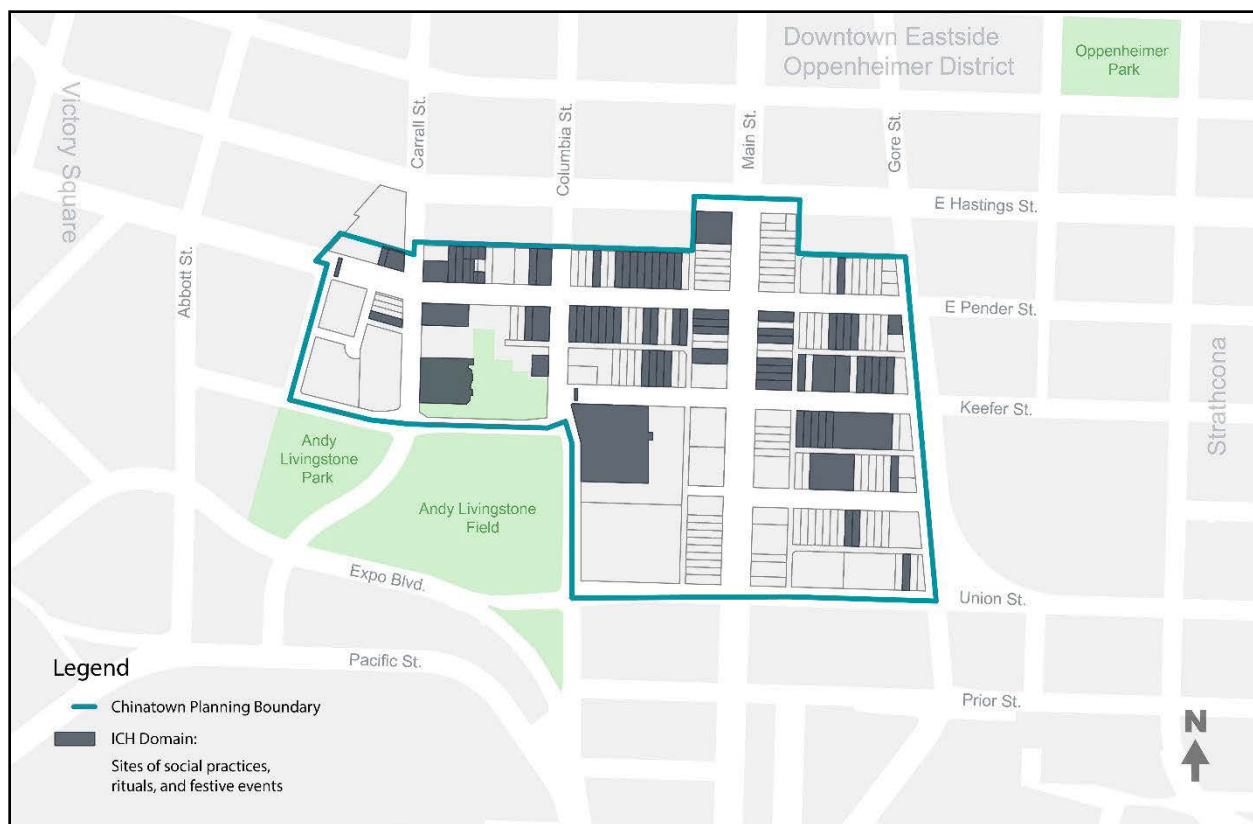 Downtown Eastside
Oppenheimer District
Oppenheimer
Park
Victory Square
Carrall St.
Columbia St.
Main St.
Gore St.
E Hastings St.
Abbott St.
E Pender St.
Strathcona
Keefer St.
Andy
Livingstone
Park
Andy Livingstone
Field
Expo Blvd.
Union St.
Pacific St.
Prior St.
Legend
Chinatown Planning Boundary
ICH Domain:
Sites of social practices,
rituals, and festive events
N